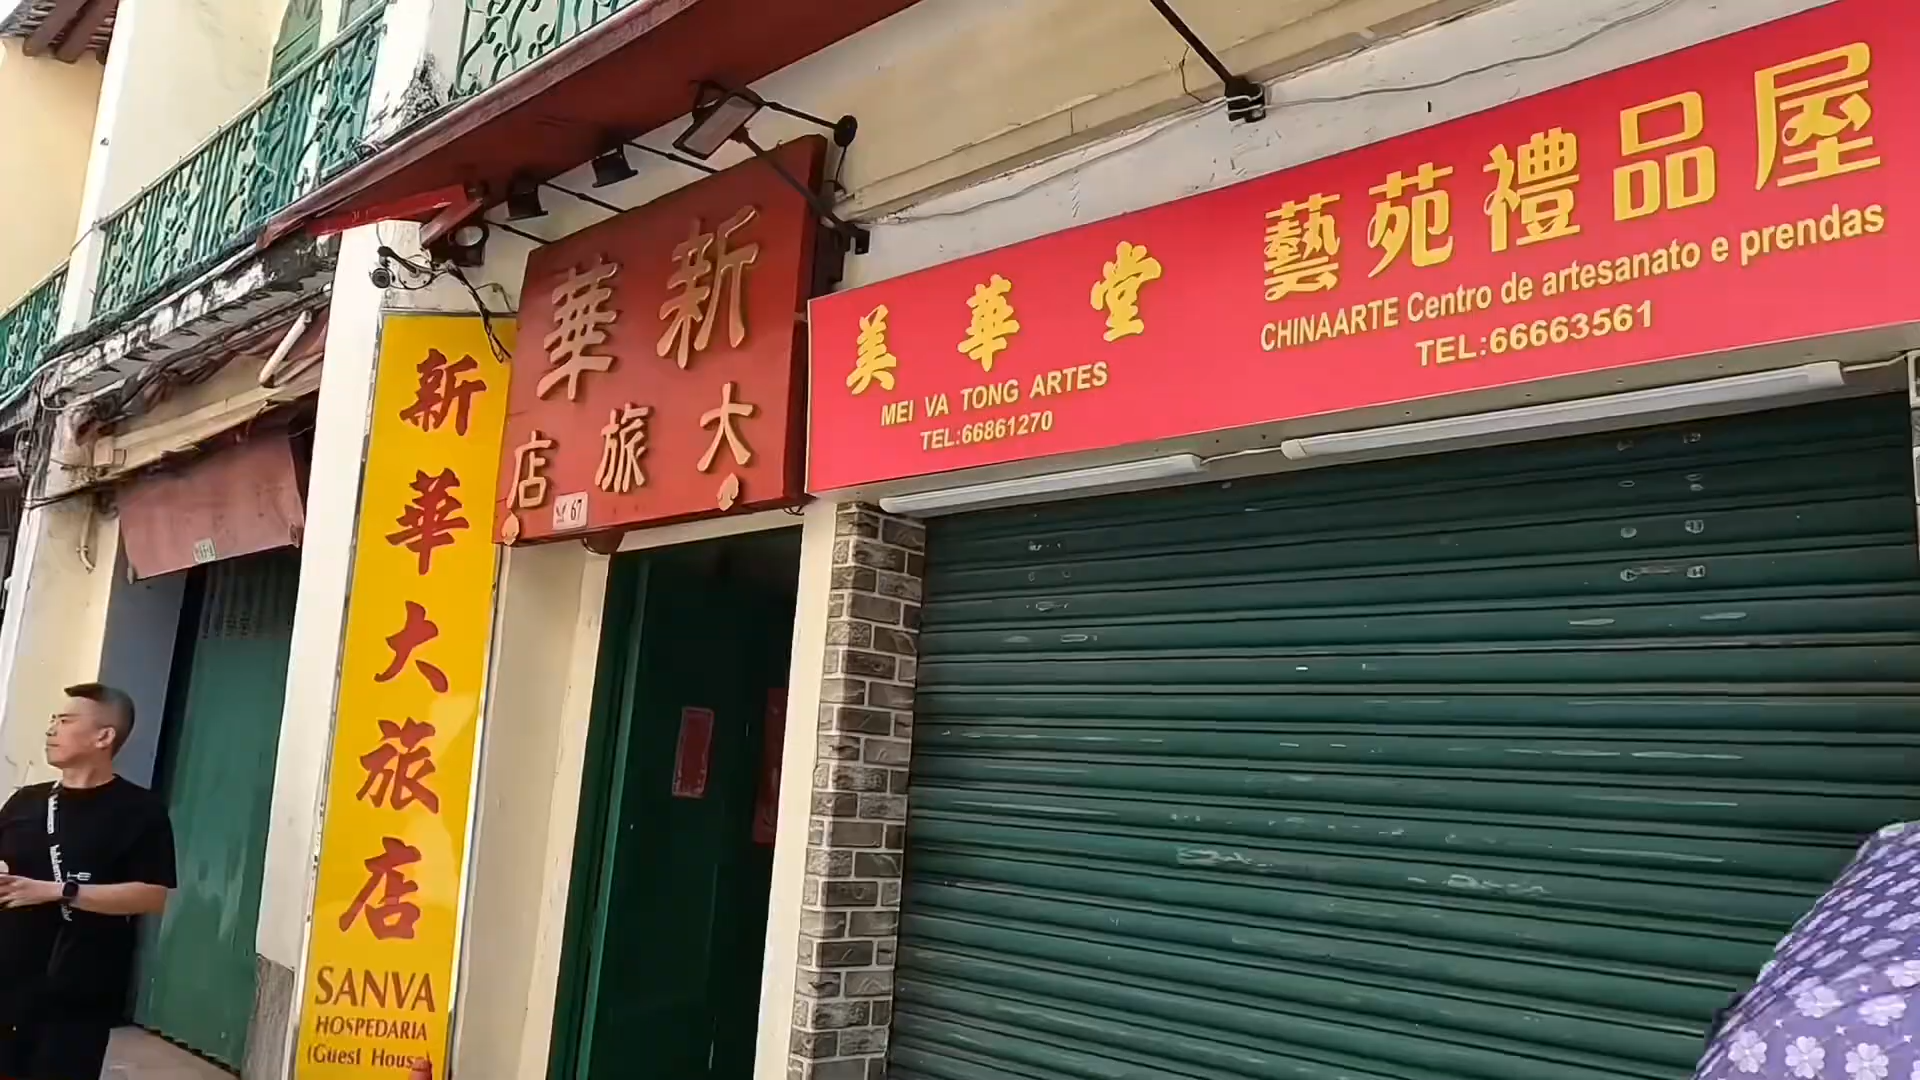 新華大旅店
SANVA
HOSPEDARIA
(Guest House)
新華
大旅店
67
美華堂
MEI VA TONG ARTES
TEL:66861270
藝苑禮品屋
CHINAARTE Centro de artesanato e prendas
TEL:66663561